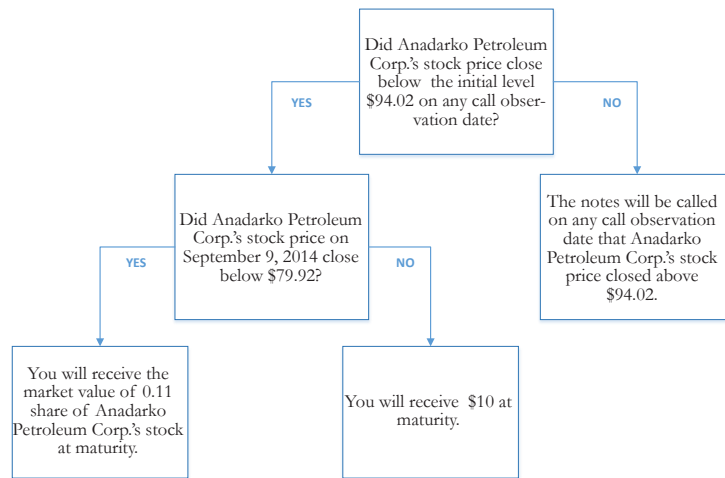 Did Anadarko Petroleum
Corp.'s stock price close
below the initial level
$94.02 on any call obser-
vation date?
YES
NO
Did Anadarko Petroleum
Corp.'s stock price on
September 9, 2014 close
below $79.92?
The notes will be called
on any call observation
date that Anadarko
Petroleum Corp.'s stock
price closed above
$94.02.
YES
NO
You will receive the
market value of 0.11
share of Anadarko
Petroleum Corp.'s stock
at maturity.
You will receive $10 at
maturity.